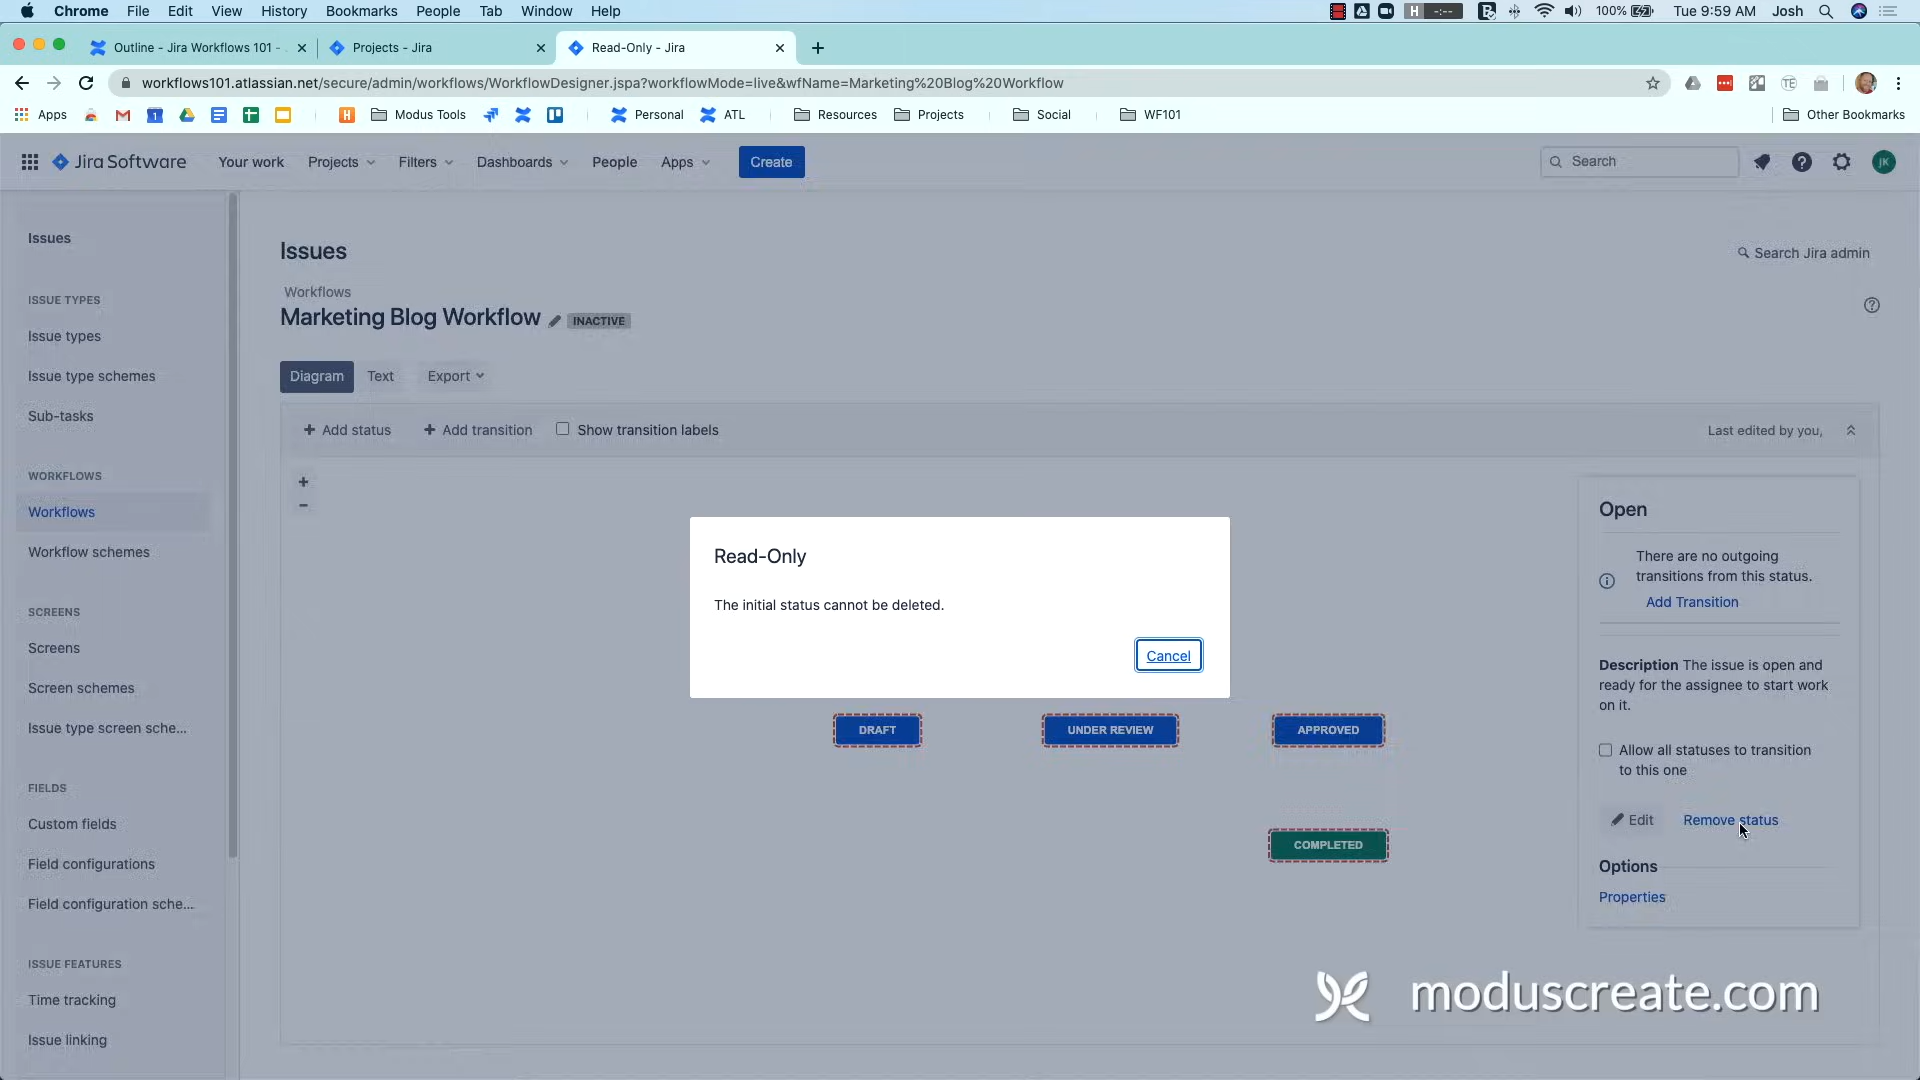 Chrome File Edit View History Bookmarks People Tab Window Help
H -:-- 100% Tue 9:59 AM Josh
Outline - Jira Workflows 101 -
Projects - Jira
Read-Only - Jira
workflows101.atlassian.net/secure/admin/workflows/WorkflowDesigner.jspa?workflowMode=live&wfName=Marketing%20Blog%20Workflow
TE
Apps
Modus Tools
Personal
ATL
Resources
Projects
Social
WF101
Other Bookmarks
Jira Software
Your work
Projects
Filters
Dashboards
People
Apps
Create
Search
JK
Issues
ISSUE TYPES
Issue types
Issue type schemes
Sub-tasks
WORKFLOWS
Workflows
Workflow schemes
SCREENS
Screens
Screen schemes
Issue type screen sche...
FIELDS
Custom fields
Field configurations
Field configuration sche...
ISSUE FEATURES
Time tracking
Issue linking
Issues
Search Jira admin
Workflows
Marketing Blog Workflow
INACTIVE
Diagram
Text
Export
+ Add status
+ Add transition
Show transition labels
Last edited by you,
+
-
Read-Only
The initial status cannot be deleted.
Cancel
DRAFT
UNDER REVIEW
APPROVED
COMPLETED
Open
There are no outgoing
transitions from this status.
Add Transition
Description The issue is open and
ready for the assignee to start work
on it.
Allow all statuses to transition
to this one
Edit
Remove status
Options
Properties
moduscreate.com